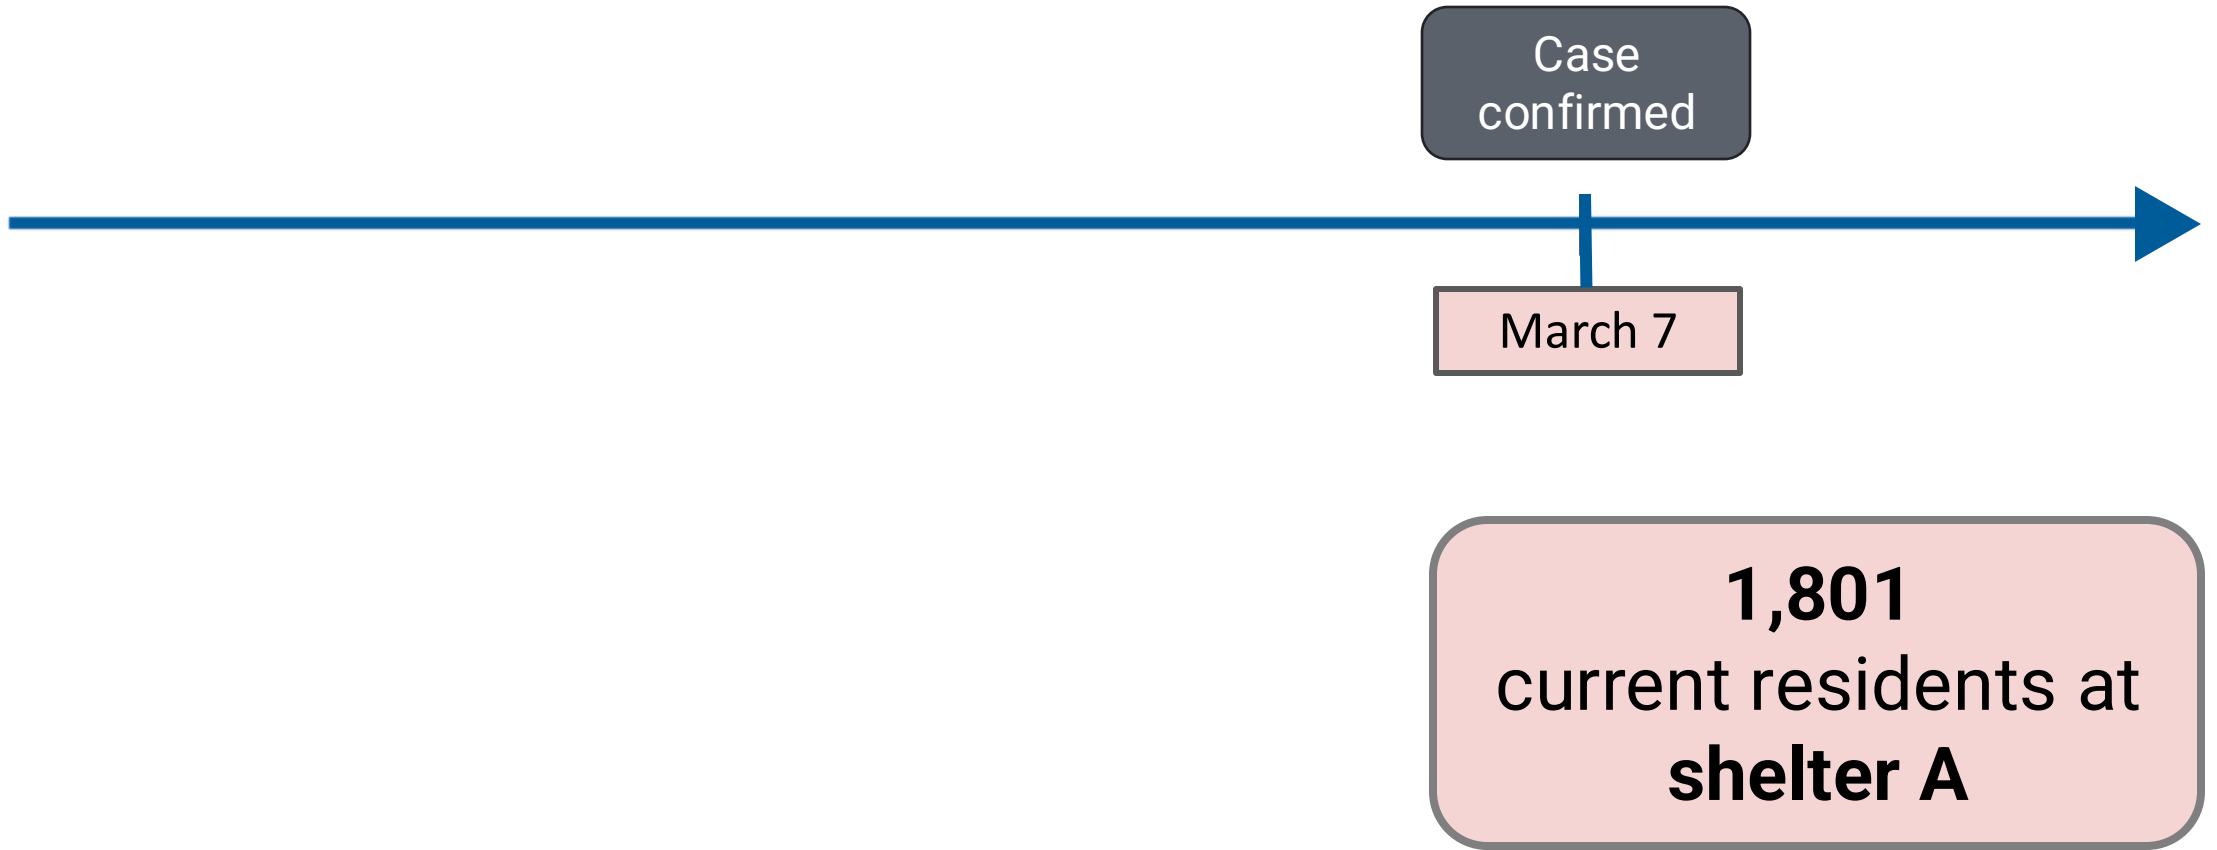 Case
confirmed
March 7
1,801
current residents at
shelter A